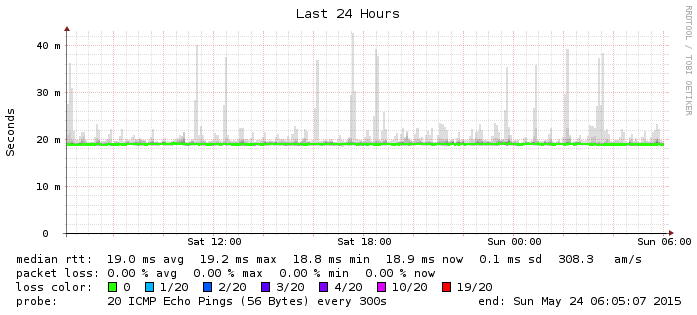 Last 24 Hours
RRDTOOL / TOBI OETIKER
Seconds
40 m
30 m
20 m
10 m
0
Sat 12:00 Sat 18:00 Sun 00:00 Sun 06:00
median rtt: 19.0 ms avg 19.2 ms max 18.8 ms min 18.9 ms now 0.1 ms sd 308.3 am/s
packet loss: 0.00 % avg 0.00 % max 0.00 % min 0.00 % now
loss color: 0 1/20 2/20 3/20 4/20 10/20 19/20
probe: 20 ICMP Echo Pings (56 Bytes) every 300s end: Sun May 24 06:05:07 2015